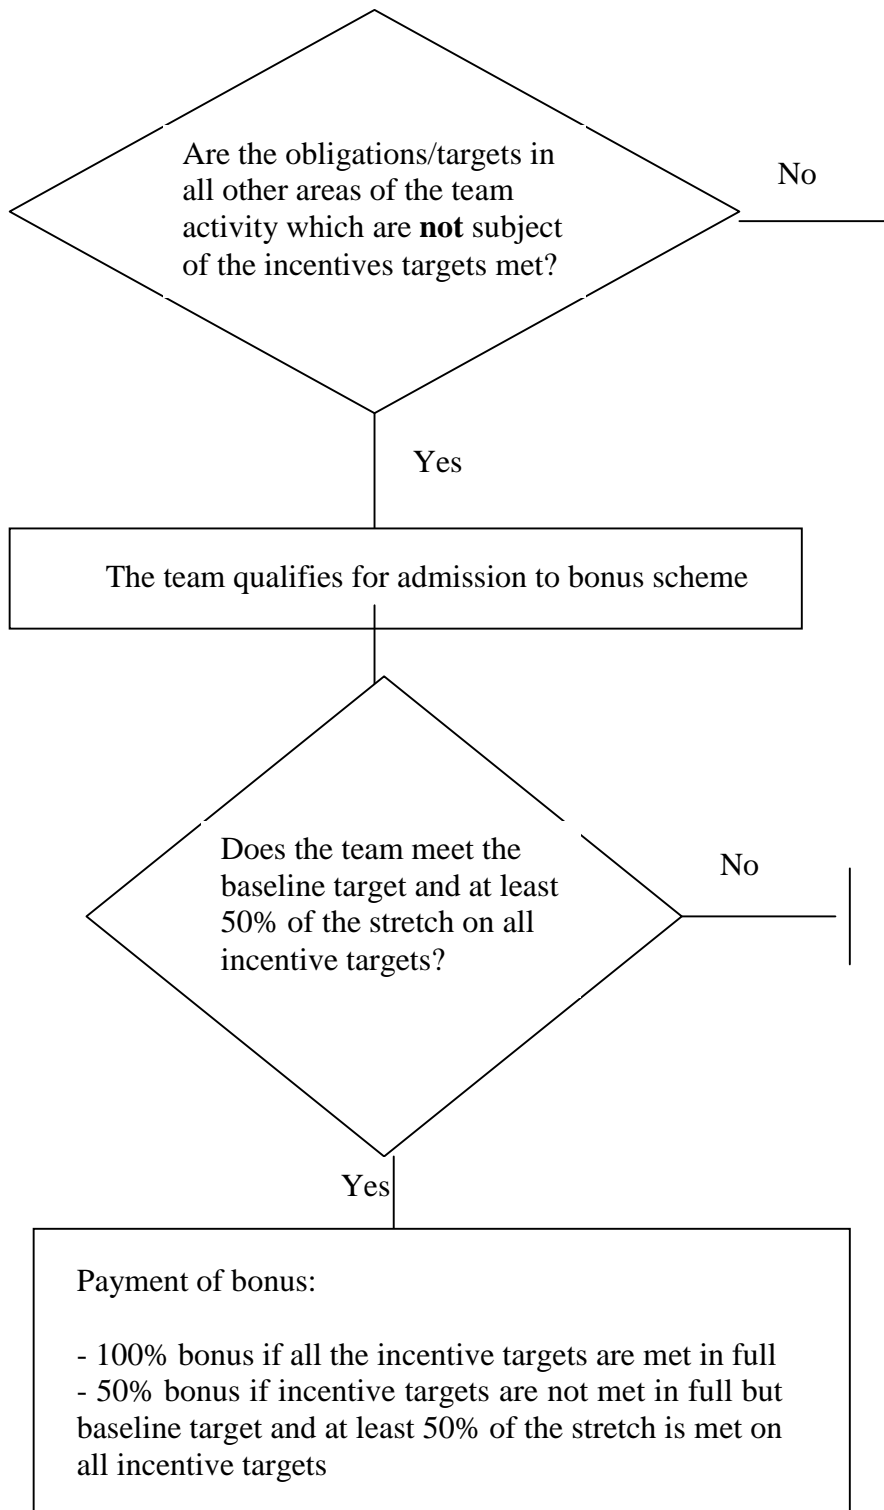 Are the obligations/targets in
all other areas of the team
activity which are not subject
of the incentives targets met?
No
Yes
The team qualifies for admission to bonus scheme
Does the team meet the
baseline target and at least
50% of the stretch on all
incentive targets?
No
Yes
Payment of bonus:
- 100% bonus if all the incentive targets are met in full
- 50% bonus if incentive targets are not met in full but
baseline target and at least 50% of the stretch is met on
all incentive targets